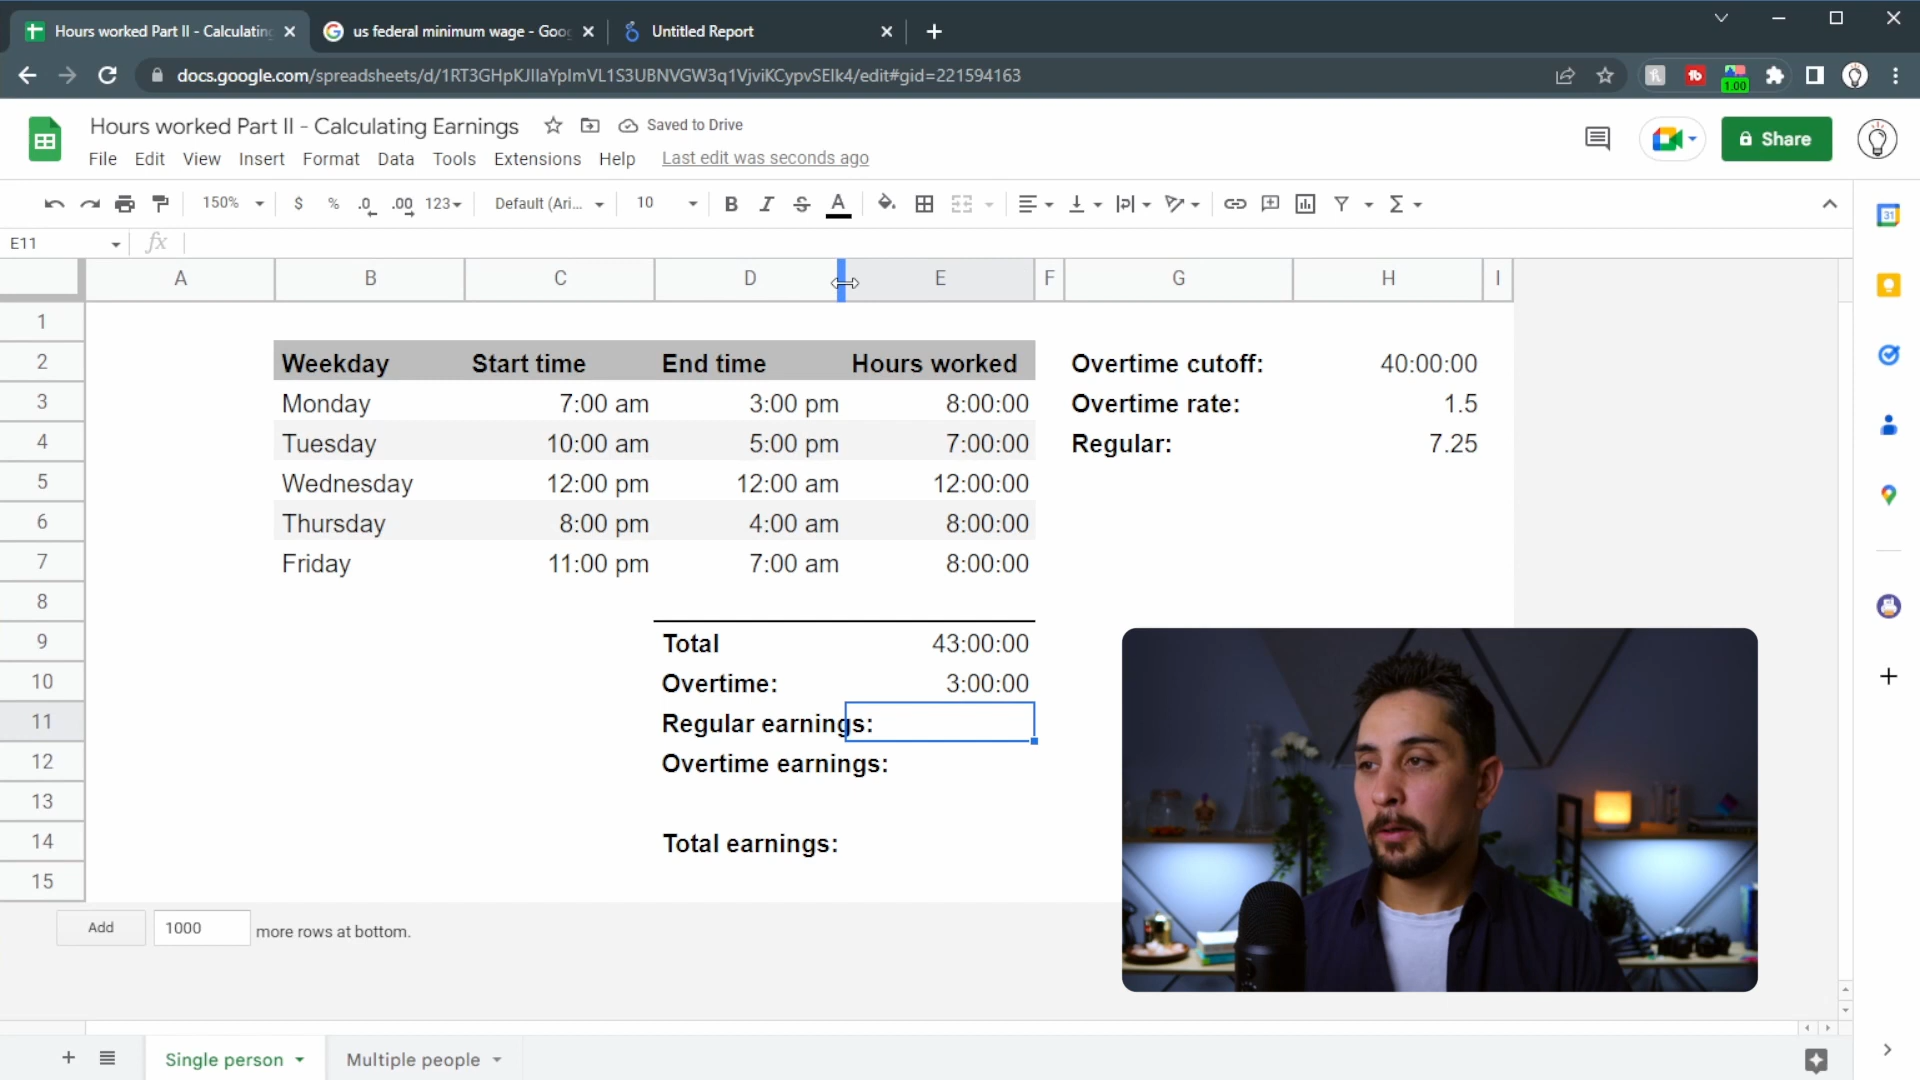 Hours worked Part II - Calculatin
us federal minimum wage - Goo
Untitled Report
docs.google.com/spreadsheets/d/1RT3GHpKJIIaYpImVL1S3UBNVGW3q1VjviKCypvSEIk4/edit#gid=221594163
1.00
Hours worked Part II - Calculating Earnings
Saved to Drive
File Edit View Insert Format Data Tools Extensions Help Last edit was seconds ago
Share
150% $ % .0 .00 123 Default (Ari... 10 B I S A
31
E11 fx
A B C D E F G H I
1
2 Weekday Start time End time Hours worked Overtime cutoff: 40:00:00
3 Monday 7:00 am 3:00 pm 8:00:00 Overtime rate: 1.5
4 Tuesday 10:00 am 5:00 pm 7:00:00 Regular: 7.25
5 Wednesday 12:00 pm 12:00 am 12:00:00
6 Thursday 8:00 pm 4:00 am 8:00:00
7 Friday 11:00 pm 7:00 am 8:00:00
8
9 Total 43:00:00
10 Overtime: 3:00:00
11 Regular earnings:
12 Overtime earnings:
13
14 Total earnings:
15
Add 1000 more rows at bottom.
Single person Multiple people